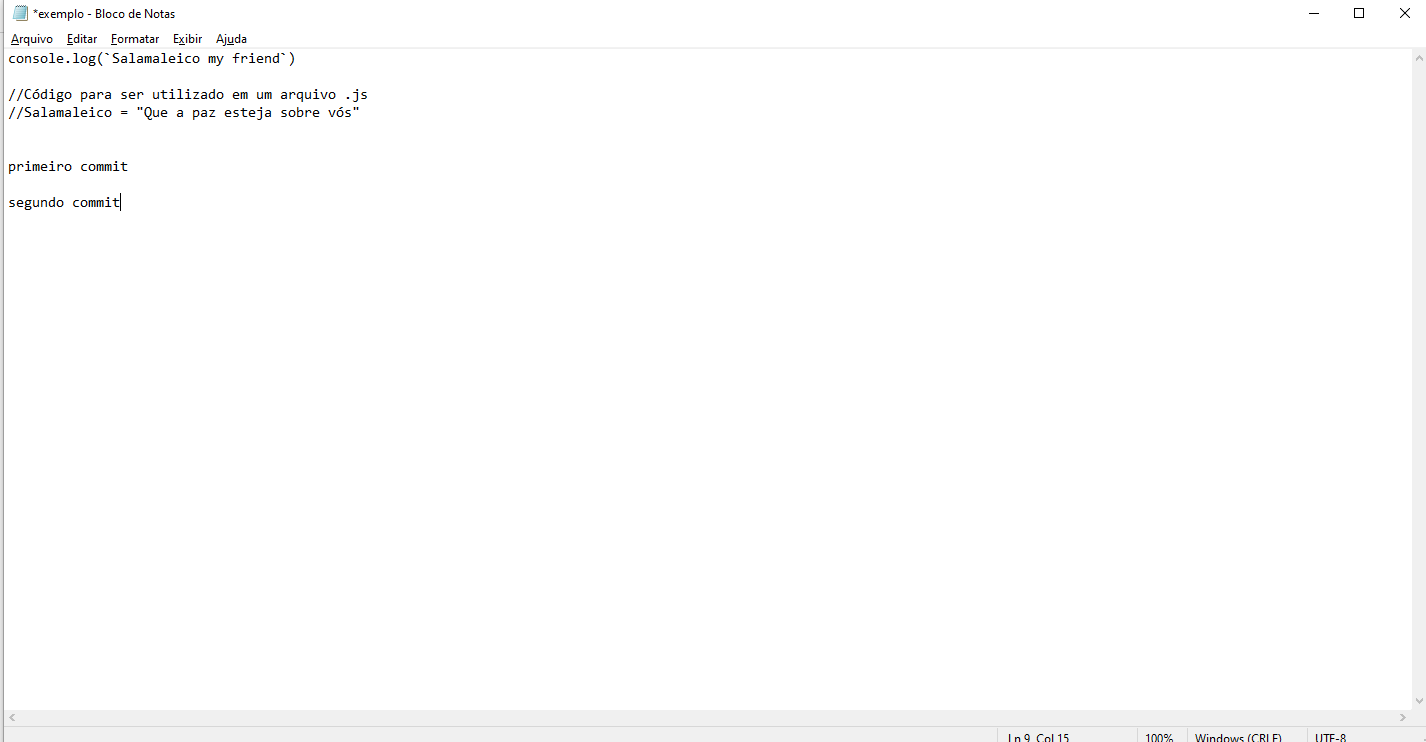 *exemplo - Bloco de Notas
Arquivo Editar Formatar Exibir Ajuda
console.log(`Salamaleico my friend`)
//Código para ser utilizado em um arquivo .js
//Salamaleico = "Que a paz esteja sobre vós"
primeiro commit
segundo commit
Ln 9, Col 15 100% Windows (CRLF) UTF-8